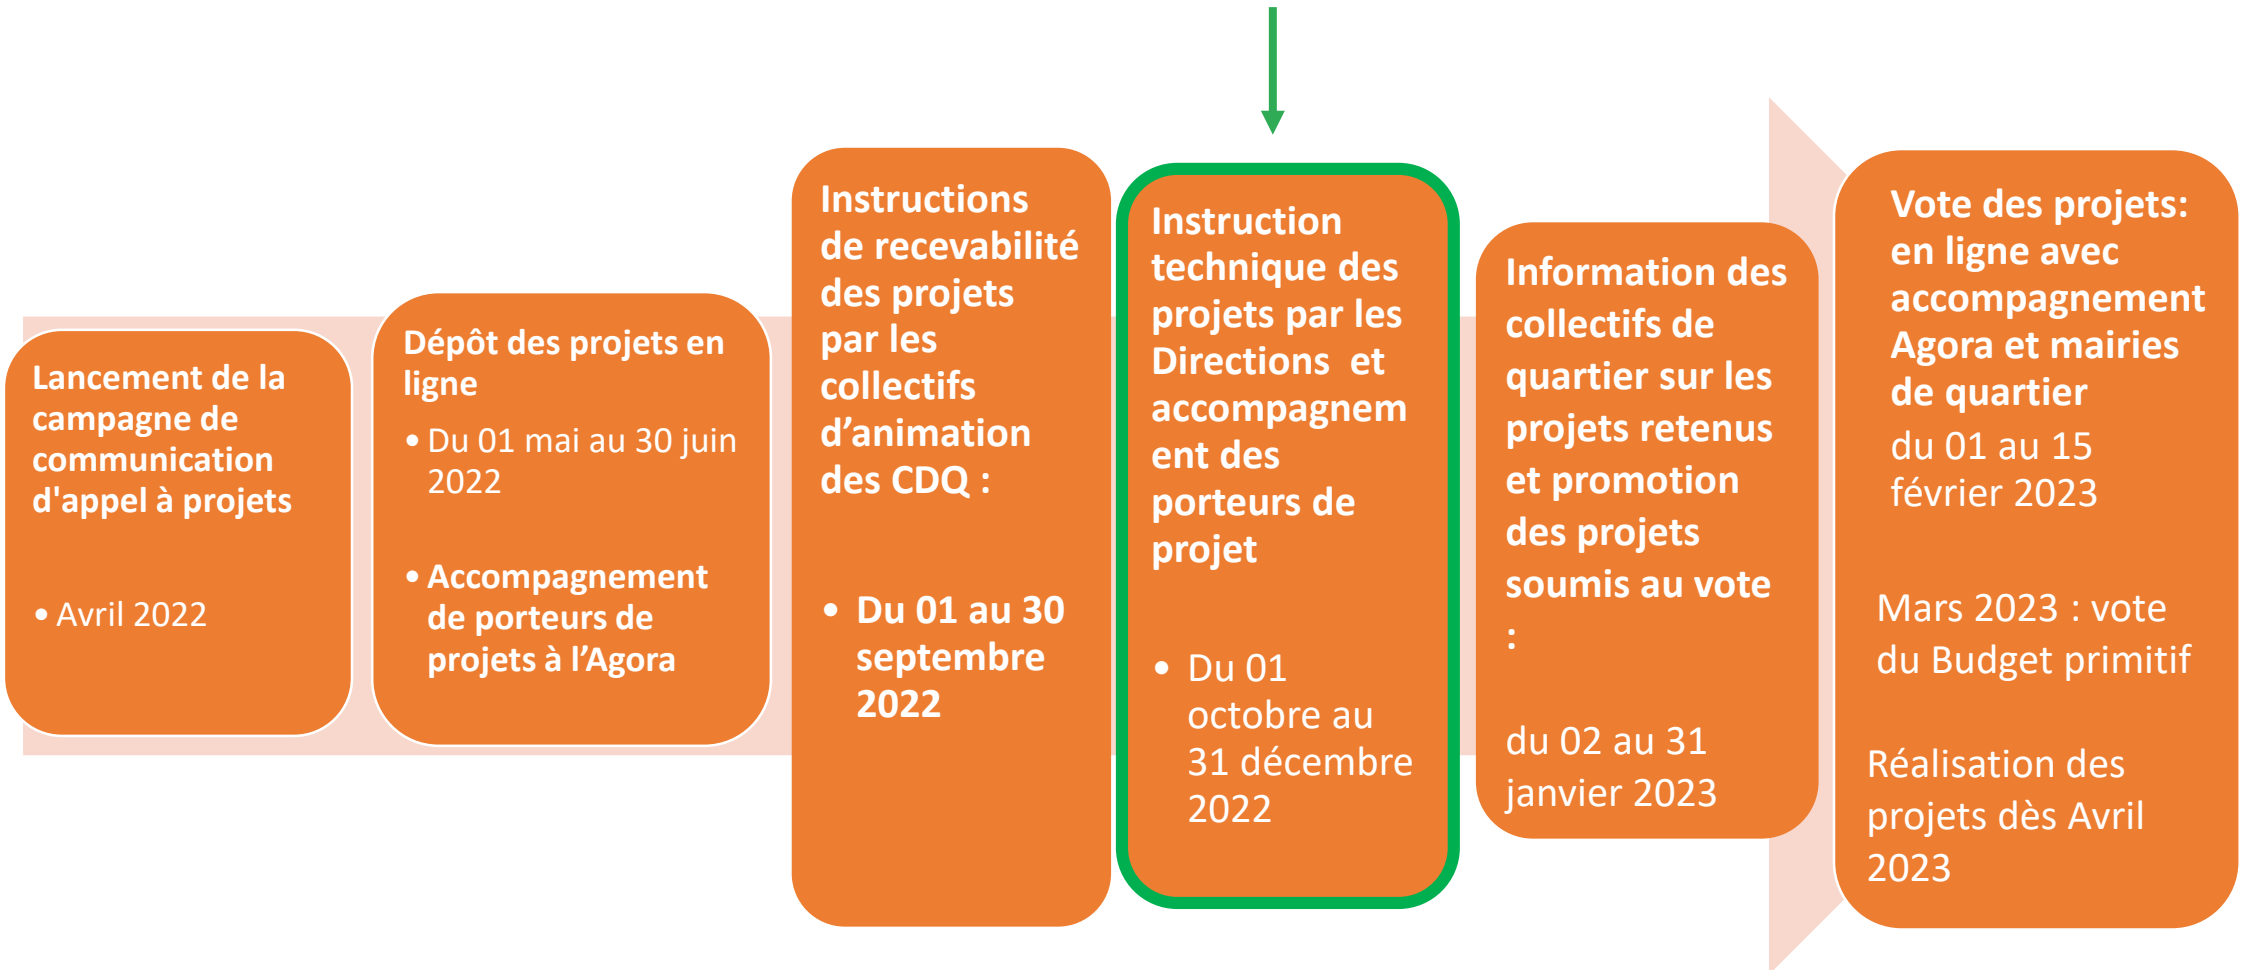 Lancement de la
campagne de
communication
d'appel à projets
• Avril 2022
Dépôt des projets en
ligne
• Du 01 mai au 30 juin
2022
• Accompagnement
de porteurs de
projets à l’Agora
Instructions
de recevabilité
des projets
par les
collectifs
d’animation
des CDQ :
• Du 01 au 30
septembre
2022
Instruction
technique des
projets par les
Directions et
accompagnem
ent des
porteurs de
projet
• Du 01
octobre au
31 décembre
2022
Information des
collectifs de
quartier sur les
projets retenus
et promotion
des projets
soumis au vote
:
du 02 au 31
janvier 2023
Vote des projets:
en ligne avec
accompagnement
Agora et mairies
de quartier
du 01 au 15
février 2023
Mars 2023 : vote
du Budget primitif
Réalisation des
projets dès Avril
2023